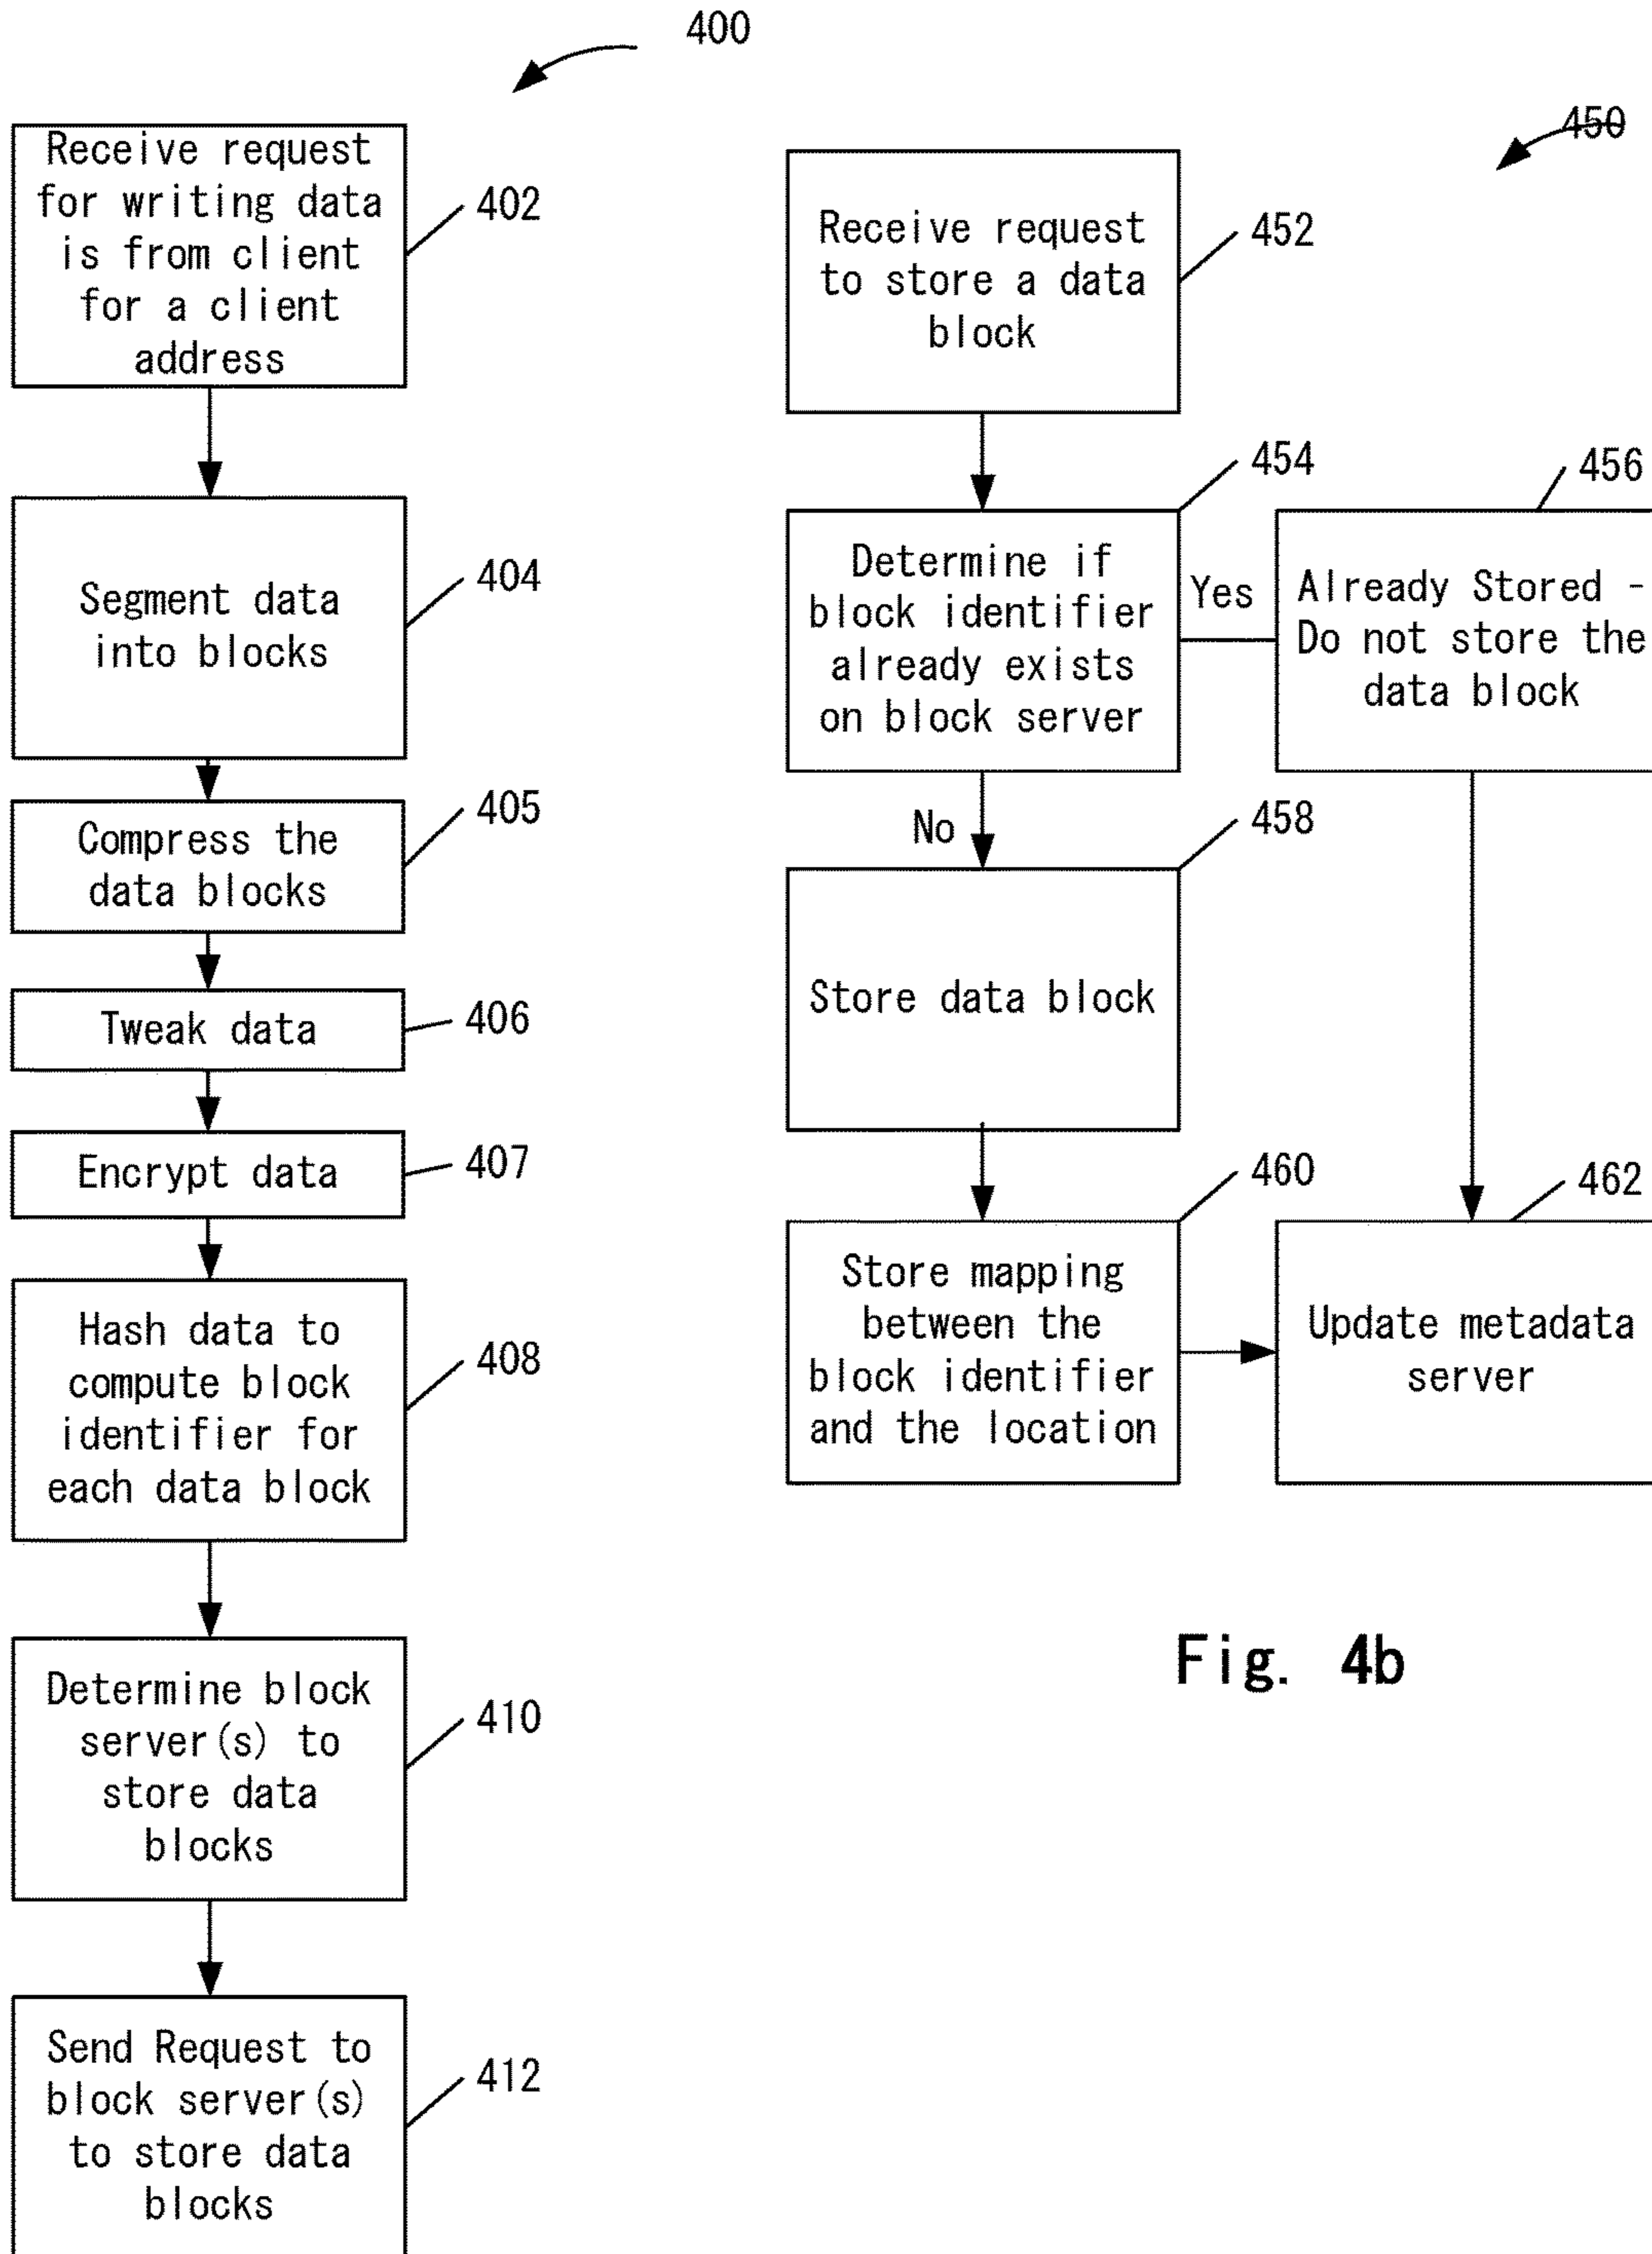 400
Receive request
for writing data
is from client
for a client
address
402
Segment data
into blocks
404
Compress the
data blocks
405
Tweak data
406
Encrypt data
407
Hash data to
compute block
identifier for
each data block
408
Determine block
server(s) to
store data
blocks
410
Send Request to
block server(s)
to store data
blocks
412
450
Receive request
to store a data
block
452
Determine if
block identifier
already exists
on block server
454
Yes
Already Stored -
Do not store the
data block
456
No
Store data block
458
Store mapping
between the
block identifier
and the location
460
Update metadata
server
462
Fig. 4b